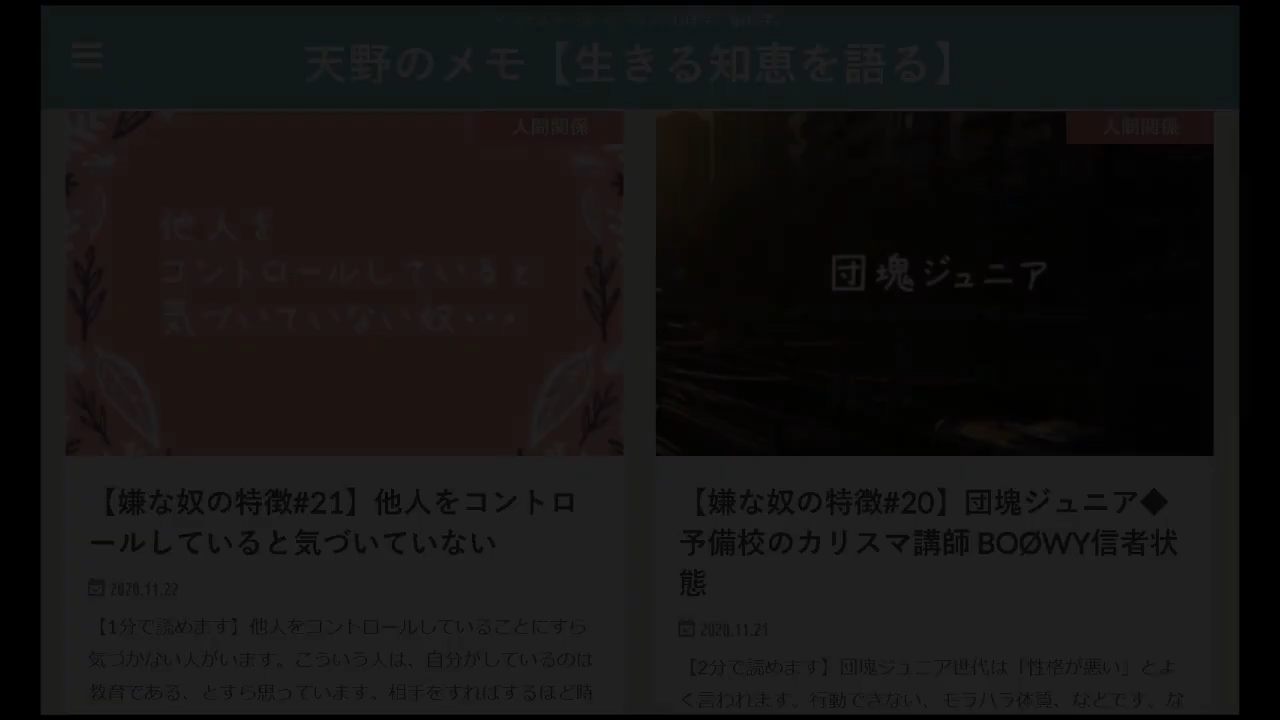 天野のメモ【生きる知恵を語る】
人間関係
他人を
コントロールしていると
気づいていない奴・・・
【嫌な奴の特徴#21】他人をコントロ
ールしていると気づいていない
2020.11.22
【1分で読めます】他人をコントロールしていることにすら
気づかない人がいます。こういう人は、自分がしているのは
教育である、とすら思っています。相手をすればするほど時
人間関係
団塊ジュニア
【嫌な奴の特徴#20】団塊ジュニア◆
予備校のカリスマ講師 BOØWY信者状
態
2020.11.21
【2分で読めます】団塊ジュニア世代は「性格が悪い」とよ
く言われます。行動できない、モラハラ体質、などです。な